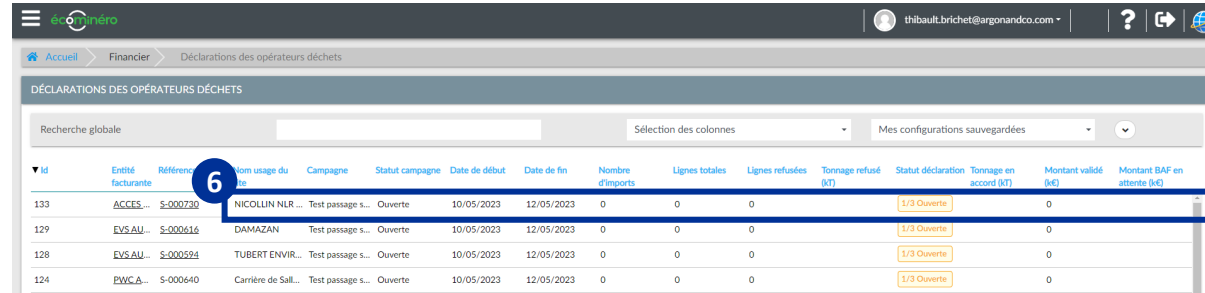 écominéro
thibault.brichet@argonandco.com
?
Accueil Financier Déclarations des opérateurs déchets
DÉCLARATIONS DES OPÉRATEURS DÉCHETS
Recherche globale Sélection des colonnes Mes configurations sauvegardées
▼ Id Entité facturante 6 Campagne Statut campagne Date de début Date de fin Nombre d'imports Lignes totales Lignes refusées Tonnage refusé (kT) Statut déclaration Tonnage en accord (kT) Montant validé (k€) Montant BAF en attente (k€)
133 ACCES ... S-000730 NICOLLIN NLR ... Test passage s... Ouverte 10/05/2023 12/05/2023 0 0 0 1/3 Ouverte 0
129 EVS AU... S-000616 DAMAZAN Test passage s... Ouverte 10/05/2023 12/05/2023 0 0 0 1/3 Ouverte 0
128 EVS AU... S-000594 TUBERT ENVIR... Test passage s... Ouverte 10/05/2023 12/05/2023 0 0 0 1/3 Ouverte 0
124 PWC A... S-000640 Carrière de Sall... Test passage s... Ouverte 10/05/2023 12/05/2023 0 0 0 1/3 Ouverte 0